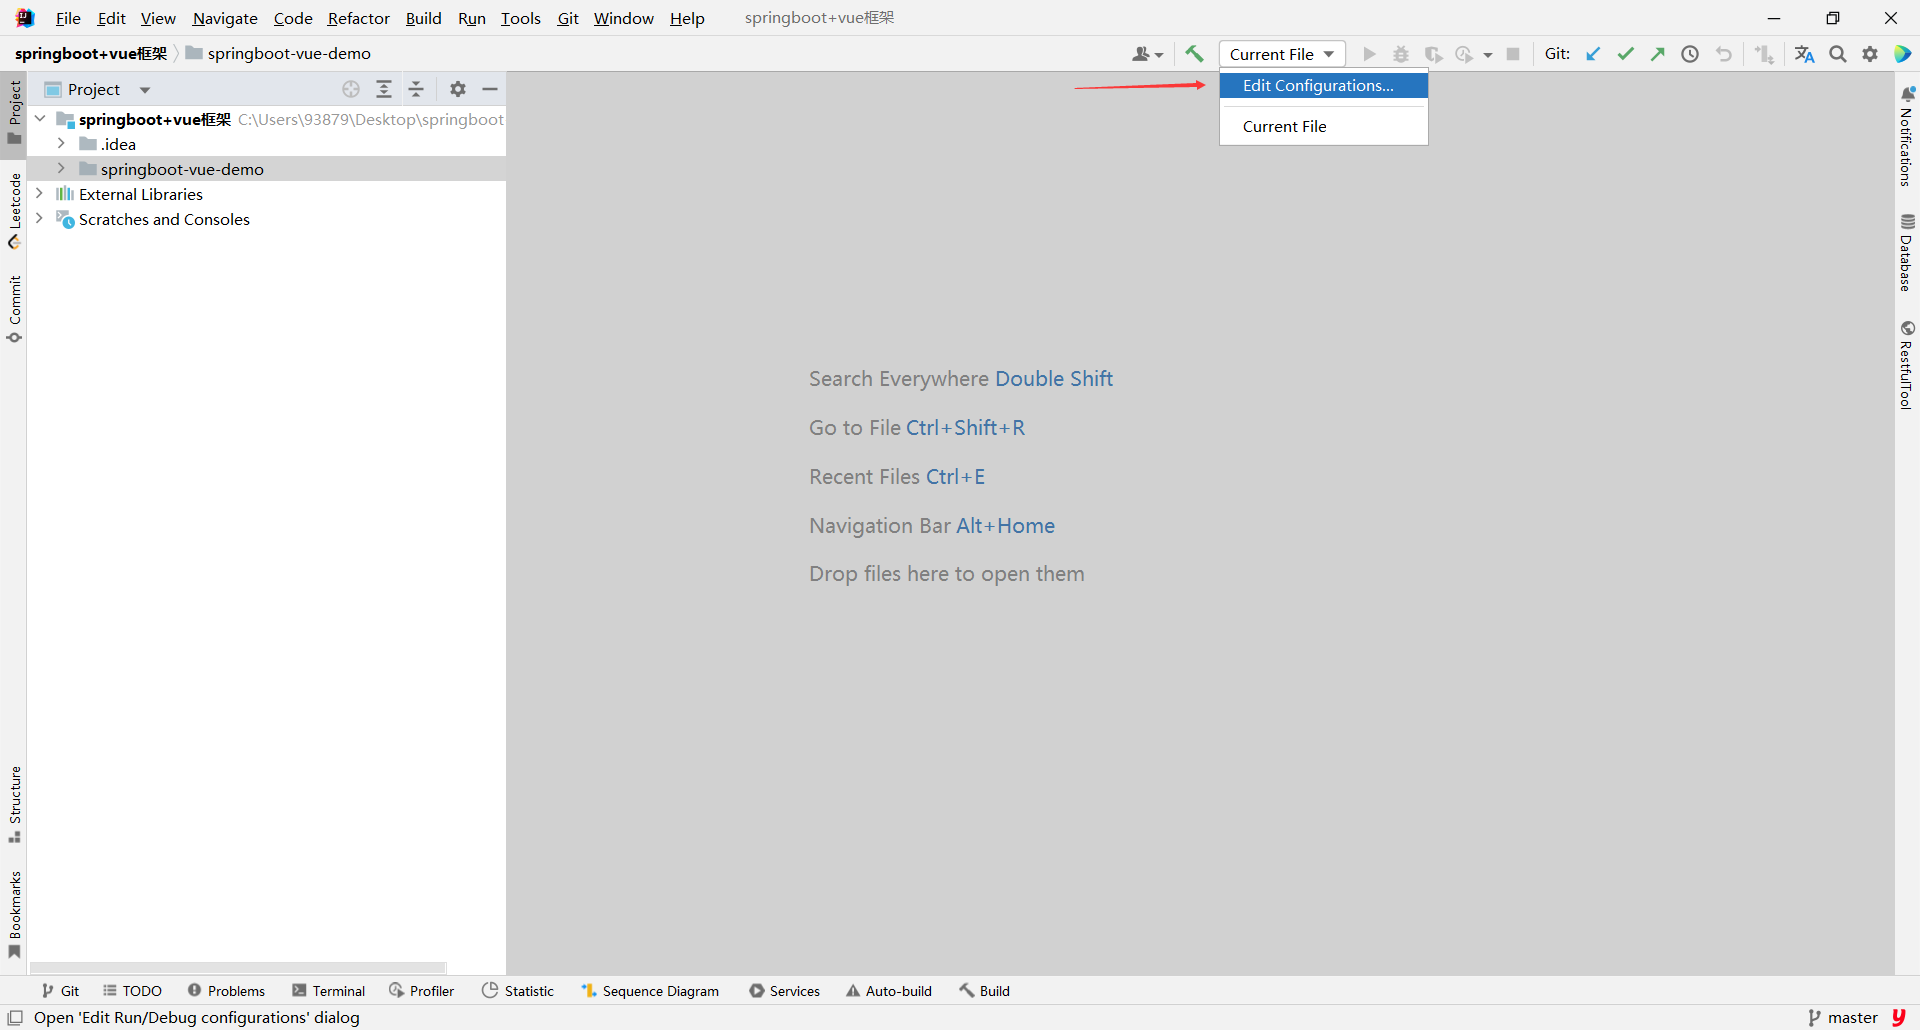 File Edit View Navigate Code Refactor Build Run Tools Git Window Help springboot+vue框架
springboot+vue框架 springboot-vue-demo Current File Git:
Edit Configurations...
Current File
Project
springboot+vue框架 C:\Users\93879\Desktop\springboot
.idea
springboot-vue-demo
External Libraries
Scratches and Consoles
Project
Leetcode
Commit
Structure
Bookmarks
Search Everywhere Double Shift
Go to File Ctrl+Shift+R
Recent Files Ctrl+E
Navigation Bar Alt+Home
Drop files here to open them
Notifications
Database
RestfulTool
Git TODO Problems Terminal Profiler Statistic Sequence Diagram Services Auto-build Build
Open 'Edit Run/Debug configurations' dialog master